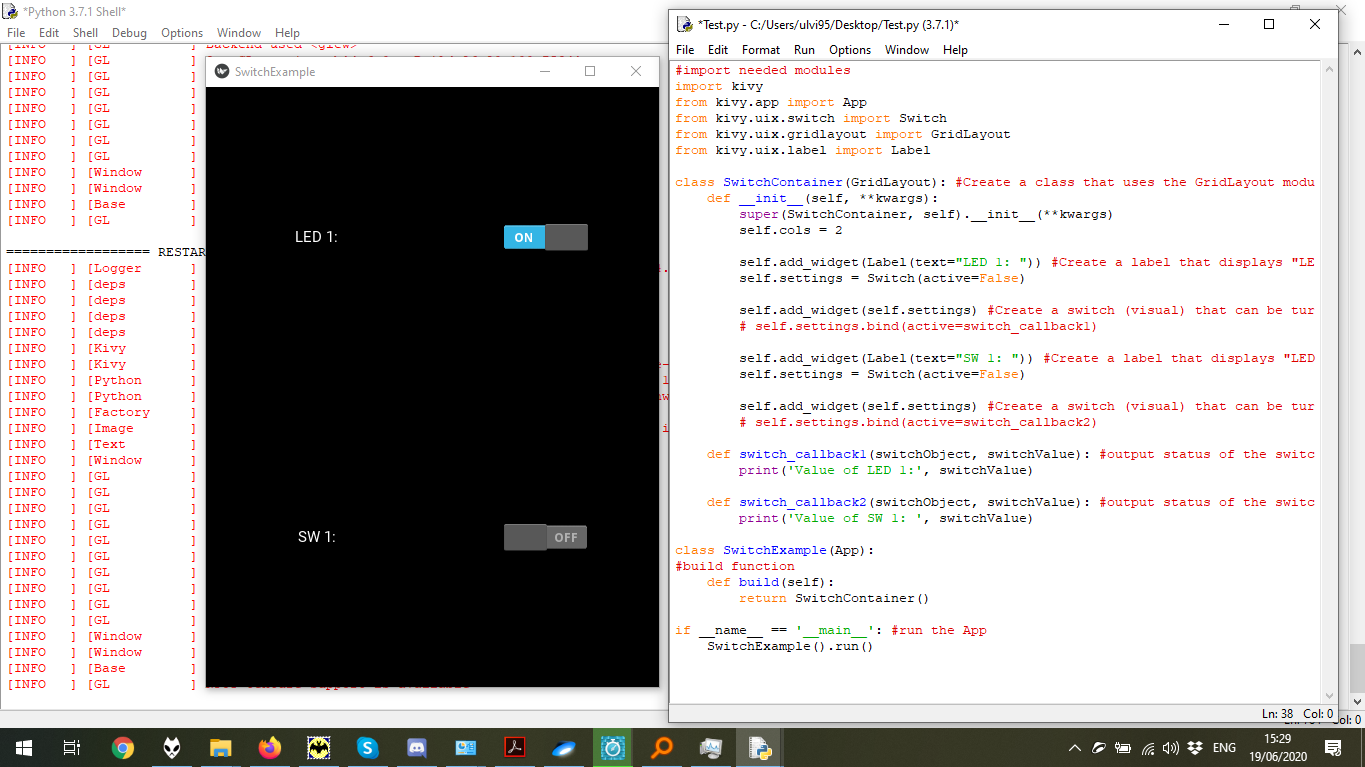 *Python 3.7.1 Shell*
File Edit Shell Debug Options Window Help
[INFO ] [GL ] Backend used <glew>
[INFO ] [GL ]
[INFO ] [GL ]
[INFO ] [GL ]
[INFO ] [GL ]
[INFO ] [GL ]
[INFO ] [GL ]
[INFO ] [GL ]
[INFO ] [Window ]
[INFO ] [Window ]
[INFO ] [Base ]
[INFO ] [GL ]
================== RESTAR
[INFO ] [Logger ]
[INFO ] [deps ]
[INFO ] [deps ]
[INFO ] [deps ]
[INFO ] [deps ]
[INFO ] [Kivy ]
[INFO ] [Kivy ]
[INFO ] [Python ]
[INFO ] [Python ]
[INFO ] [Factory ]
[INFO ] [Image ]
[INFO ] [Text ]
[INFO ] [Window ]
[INFO ] [GL ]
[INFO ] [GL ]
[INFO ] [GL ]
[INFO ] [GL ]
[INFO ] [GL ]
[INFO ] [GL ]
[INFO ] [GL ]
[INFO ] [GL ]
[INFO ] [GL ]
[INFO ] [GL ]
[INFO ] [Window ]
[INFO ] [Window ]
[INFO ] [Base ]
[INFO ] [GL ]
SwitchExample
LED 1:
ON
SW 1:
OFF
*Test.py - C:/Users/ulvi95/Desktop/Test.py (3.7.1)*
File Edit Format Run Options Window Help
#import needed modules
import kivy
from kivy.app import App
from kivy.uix.switch import Switch
from kivy.uix.gridlayout import GridLayout
from kivy.uix.label import Label
class SwitchContainer(GridLayout): #Create a class that uses the GridLayout modu
def __init__(self, **kwargs):
super(SwitchContainer, self).__init__(**kwargs)
self.cols = 2
self.add_widget(Label(text="LED 1: ")) #Create a label that displays "LE
self.settings = Switch(active=False)
self.add_widget(self.settings) #Create a switch (visual) that can be tur
# self.settings.bind(active=switch_callback1)
self.add_widget(Label(text="SW 1: ")) #Create a label that displays "LED
self.settings = Switch(active=False)
self.add_widget(self.settings) #Create a switch (visual) that can be tur
# self.settings.bind(active=switch_callback2)
def switch_callback1(switchObject, switchValue): #output status of the switc
print('Value of LED 1:', switchValue)
def switch_callback2(switchObject, switchValue): #output status of the switc
print('Value of SW 1: ', switchValue)
class SwitchExample(App):
#build function
def build(self):
return SwitchContainer()
if __name__ == '__main__': #run the App
SwitchExample().run()
Ln: 38 Col: 0
Col: 0
ENG
15:29
19/06/2020